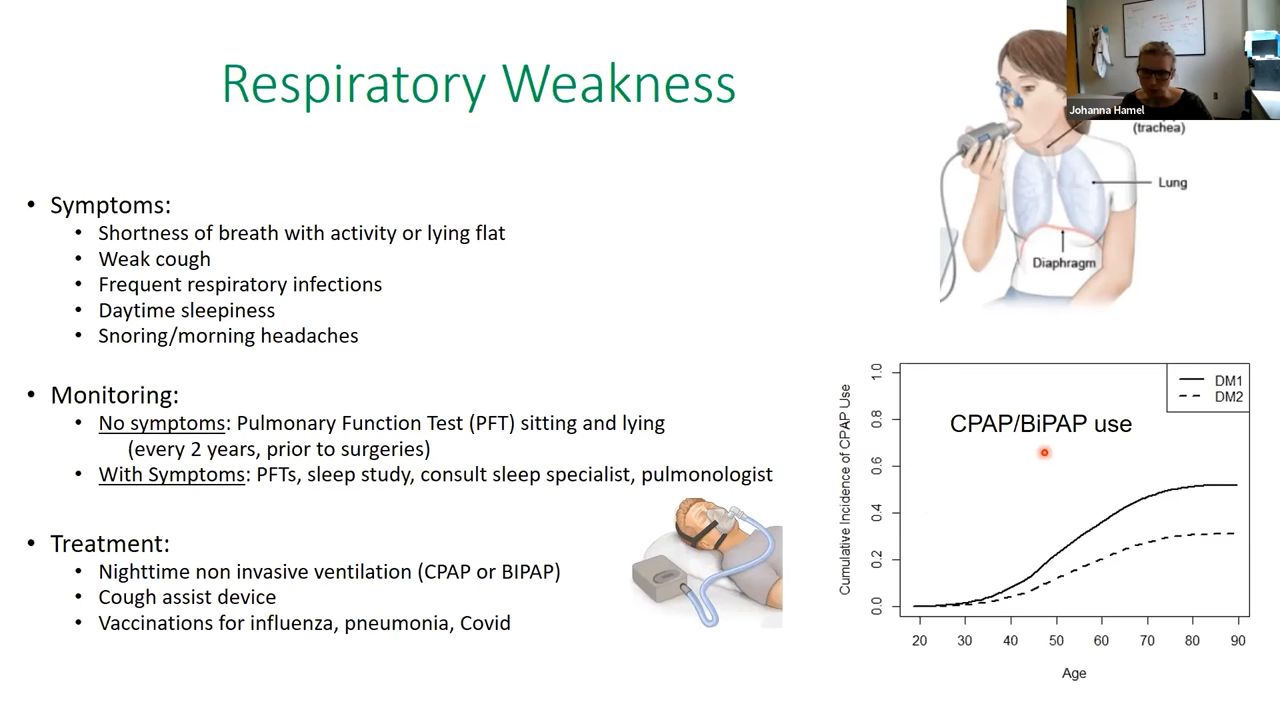 Respiratory Weakness
• Symptoms:
• Shortness of breath with activity or lying flat
• Weak cough
• Frequent respiratory infections
• Daytime sleepiness
• Snoring/morning headaches
• Monitoring:
• No symptoms: Pulmonary Function Test (PFT) sitting and lying
(every 2 years, prior to surgeries)
• With Symptoms: PFTs, sleep study, consult sleep specialist, pulmonologist
• Treatment:
• Nighttime non invasive ventilation (CPAP or BIPAP)
• Cough assist device
• Vaccinations for influenza, pneumonia, Covid
Johanna Hamel
(trachea)
Lung
Diaphragm
DM1
DM2
CPAP/BiPAP use
Cumulative Incidence of CPAP Use
1.0
0.8
0.6
0.4
0.2
0.0
20 30 40 50 60 70 80 90
Age